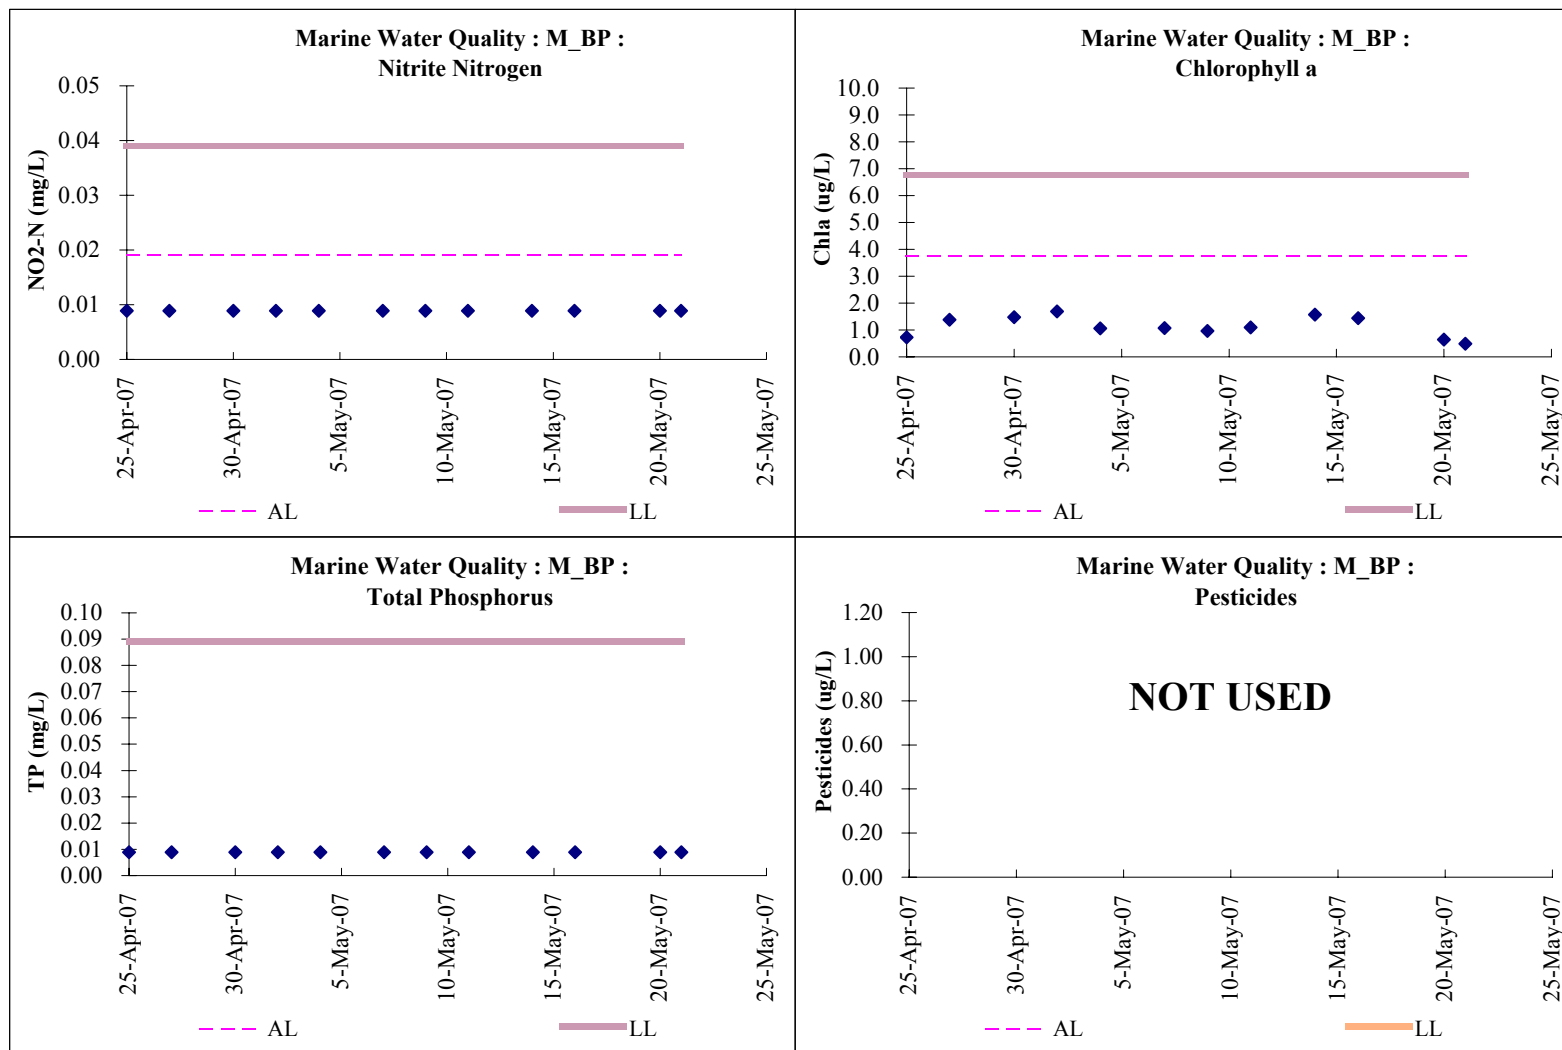 Marine Water Quality : M_BP :
Nitrite Nitrogen
0.05
0.04
0.03
0.02
0.01
0.00
NO2-N (mg/L)
25-Apr-07
30-Apr-07
5-May-07
10-May-07
15-May-07
20-May-07
25-May-07
AL
LL
Marine Water Quality : M_BP :
Chlorophyll a
10.0
9.0
8.0
7.0
6.0
5.0
4.0
3.0
2.0
1.0
0.0
Chla (ug/L)
25-Apr-07
30-Apr-07
5-May-07
10-May-07
15-May-07
20-May-07
25-May-07
AL
LL
Marine Water Quality : M_BP :
Total Phosphorus
0.10
0.09
0.08
0.07
0.06
0.05
0.04
0.03
0.02
0.01
0.00
TP (mg/L)
25-Apr-07
30-Apr-07
5-May-07
10-May-07
15-May-07
20-May-07
25-May-07
AL
LL
Marine Water Quality : M_BP :
Pesticides
1.20
1.00
0.80
0.60
0.40
0.20
0.00
Pesticides (ug/L)
NOT USED
25-Apr-07
30-Apr-07
5-May-07
10-May-07
15-May-07
20-May-07
25-May-07
AL
LL